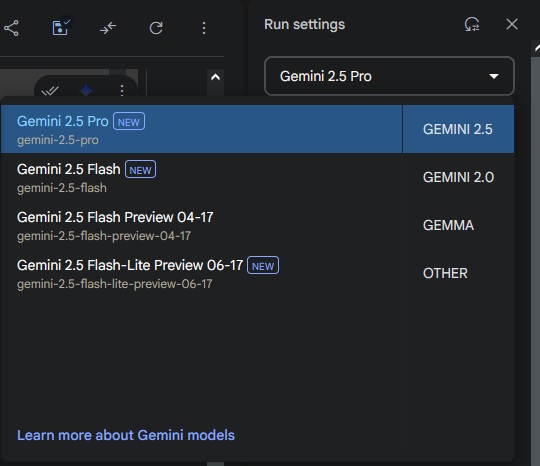 Run settings
Gemini 2.5 Pro
Gemini 2.5 Pro NEW
gemini-2.5-pro
Gemini 2.5 Flash NEW
gemini-2.5-flash
Gemini 2.5 Flash Preview 04-17
gemini-2.5-flash-preview-04-17
Gemini 2.5 Flash-Lite Preview 06-17 NEW
gemini-2.5-flash-lite-preview-06-17
GEMINI 2.5
GEMINI 2.0
GEMMA
OTHER
Learn more about Gemini models